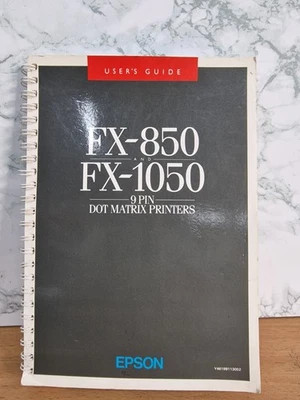 USER'S GUIDE
FX-850
AND
FX-1050
9 PIN
DOT MATRIX PRINTERS
EPSON